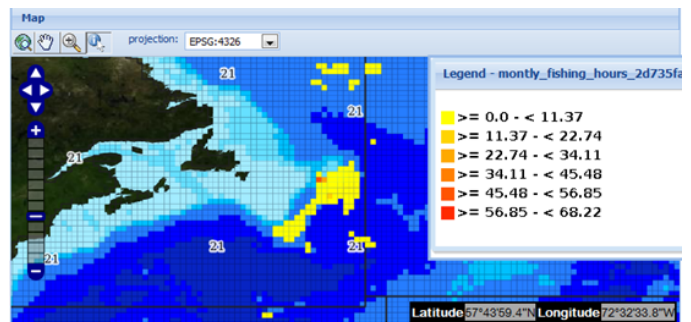 Map
projection: EPSG:4326
Legend - montly_fishing_hours_2d735fa
>= 0.0 - < 11.37
>= 11.37 - < 22.74
>= 22.74 - < 34.11
>= 34.11 - < 45.48
>= 45.48 - < 56.85
>= 56.85 - < 68.22
21
21
21
21
21
21
Latitude 57°43'59.4"N Longitude 72°32'33.8"W